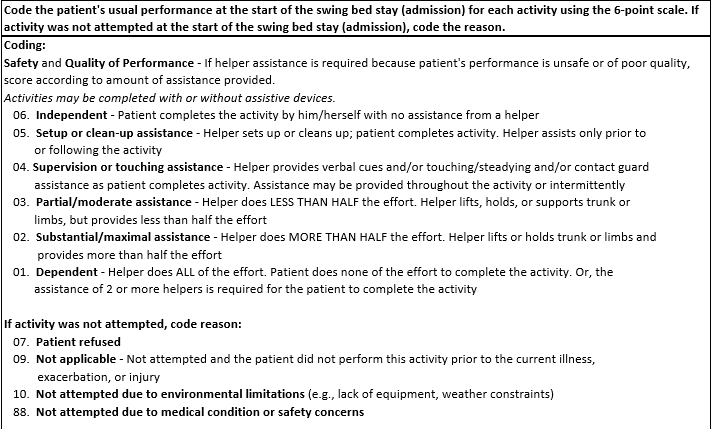 Code the patient's usual performance at the start of the swing bed stay (admission) for each activity using the 6-point scale. If
activity was not attempted at the start of the swing bed stay (admission), code the reason.
Coding:
Safety and Quality of Performance - If helper assistance is required because patient's performance is unsafe or of poor quality,
score according to amount of assistance provided.
Activities may be completed with or without assistive devices.
06. Independent - Patient completes the activity by him/herself with no assistance from a helper
05. Setup or clean-up assistance - Helper sets up or cleans up; patient completes activity. Helper assists only prior to
or following the activity
04. Supervision or touching assistance - Helper provides verbal cues and/or touching/steadying and/or contact guard
assistance as patient completes activity. Assistance may be provided throughout the activity or intermittently
03. Partial/moderate assistance - Helper does LESS THAN HALF the effort. Helper lifts, holds, or supports trunk or
limbs, but provides less than half the effort
02. Substantial/maximal assistance - Helper does MORE THAN HALF the effort. Helper lifts or holds trunk or limbs and
provides more than half the effort
01. Dependent - Helper does ALL of the effort. Patient does none of the effort to complete the activity. Or, the
assistance of 2 or more helpers is required for the patient to complete the activity
If activity was not attempted, code reason:
07. Patient refused
09. Not applicable - Not attempted and the patient did not perform this activity prior to the current illness,
exacerbation, or injury
10. Not attempted due to environmental limitations (e.g., lack of equipment, weather constraints)
88. Not attempted due to medical condition or safety concerns